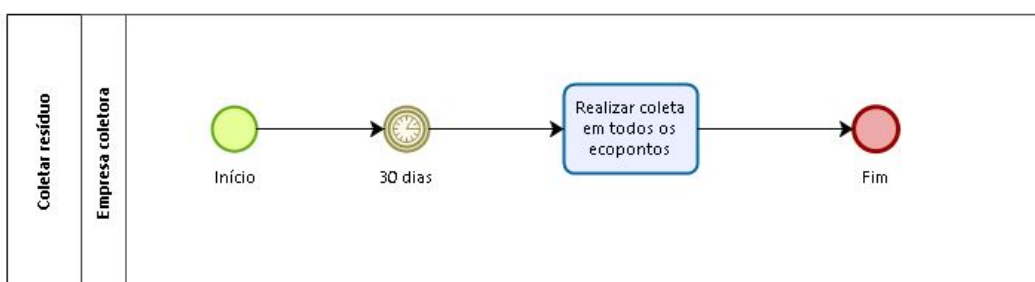 Coletar resíduo
Empresa coletora
Início
30 dias
Realizar coleta
em todos os
ecopontos
Fim